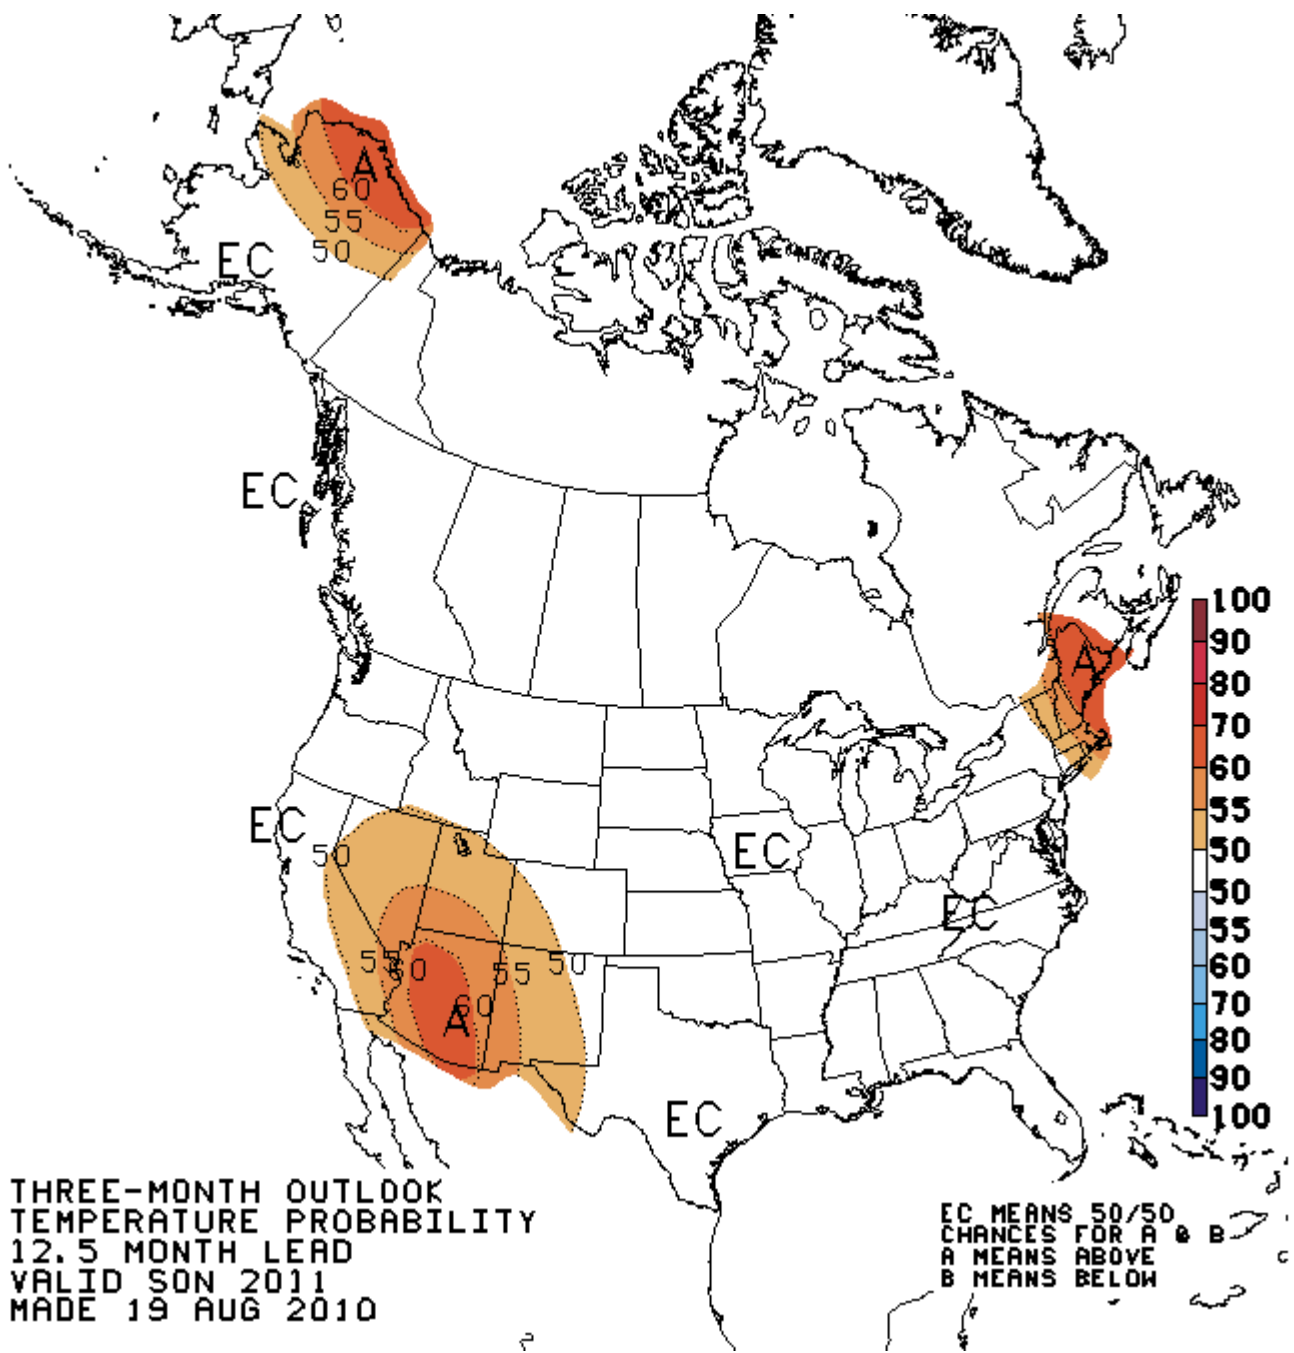 A
60
55
50
EC
EC
A
100
90
80
70
60
55
50
50
55
60
70
80
90
100
EC
50
EC
EC
55
60
55
50
60
A
EC
THREE-MONTH OUTLOOK
TEMPERATURE PROBABILITY
12.5 MONTH LEAD
VALID SON 2011
MADE 19 AUG 2010
EC MEANS 50/50
CHANCES FOR A & B
A MEANS ABOVE
B MEANS BELOW